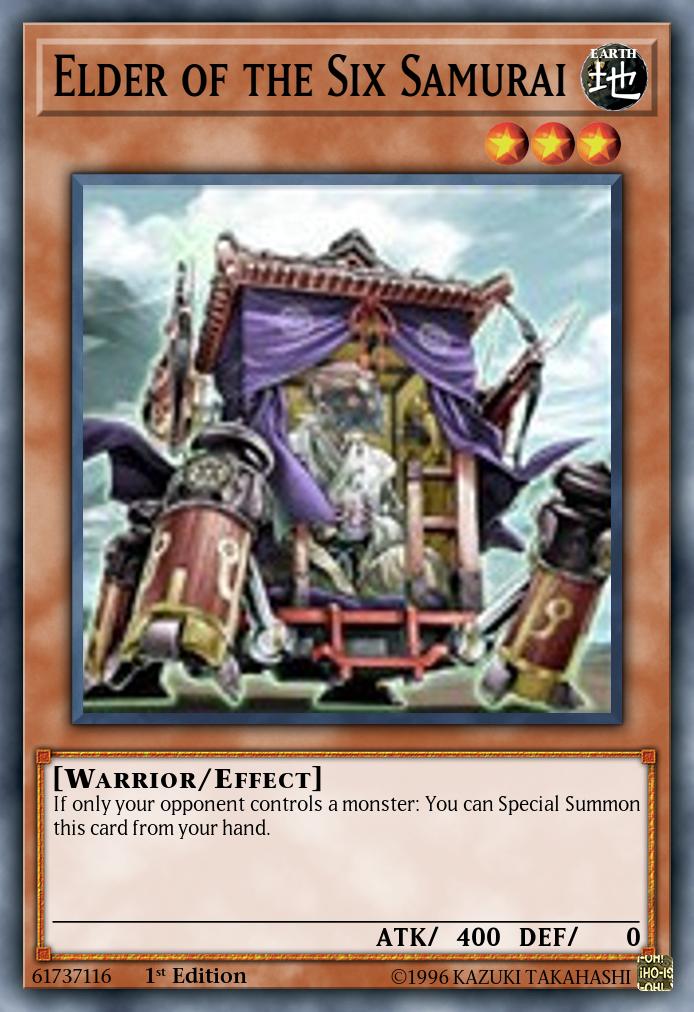 Elder of the Six Samurai
EARTH
地
[Warrior/Effect]
If only your opponent controls a monster: You can Special Summon
this card from your hand.
ATK/ 400 DEF/ 0
61737116 1st Edition ©1996 KAZUKI TAKAHASHI